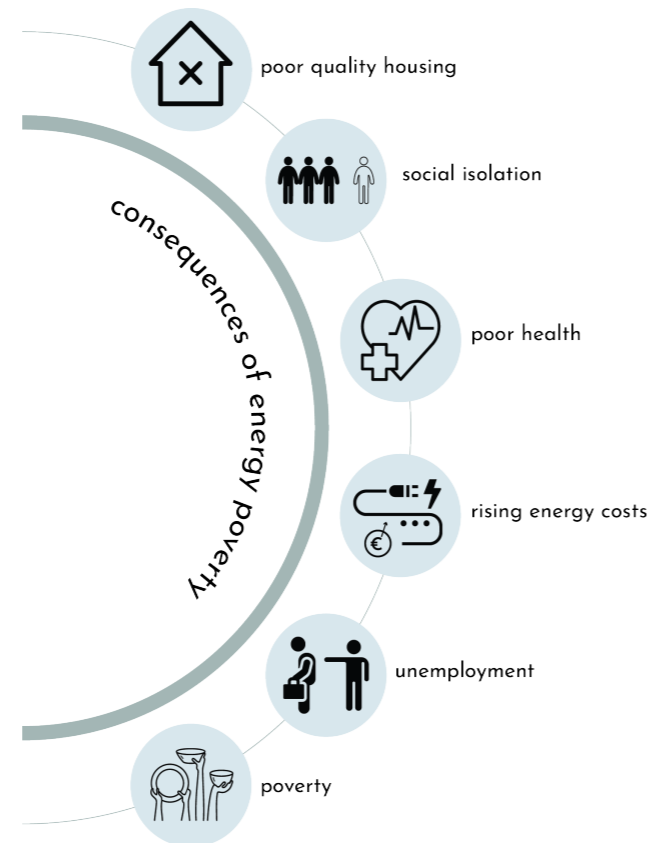 poor quality housing
social isolation
poor health
consequences of energy poverty
rising energy costs
€
unemployment
poverty